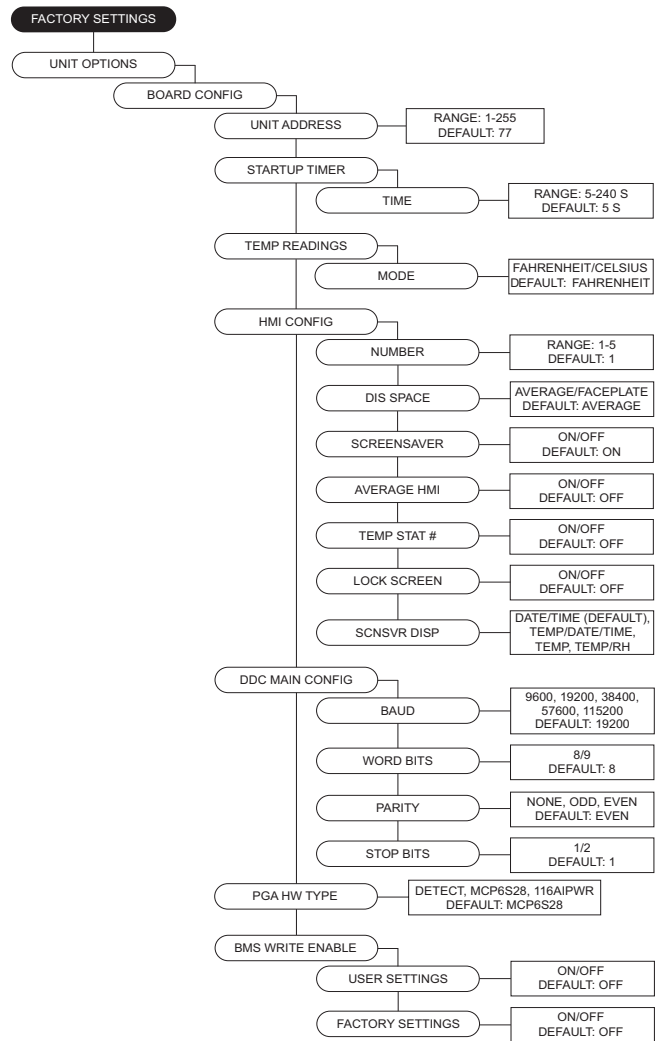 FACTORY SETTINGS
UNIT OPTIONS
BOARD CONFIG
UNIT ADDRESS
RANGE: 1-255
DEFAULT: 77
STARTUP TIMER
TIME
RANGE: 5-240 S
DEFAULT: 5 S
TEMP READINGS
MODE
FAHRENHEIT/CELSIUS
DEFAULT: FAHRENHEIT
HMI CONFIG
NUMBER
RANGE: 1-5
DEFAULT: 1
DIS SPACE
AVERAGE/FACEPLATE
DEFAULT: AVERAGE
SCREENSAVER
ON/OFF
DEFAULT: ON
AVERAGE HMI
ON/OFF
DEFAULT: OFF
TEMP STAT #
ON/OFF
DEFAULT: OFF
LOCK SCREEN
ON/OFF
DEFAULT: OFF
SCNSVR DISP
DATE/TIME (DEFAULT),
TEMP/DATE/TIME,
TEMP, TEMP/RH
DDC MAIN CONFIG
BAUD
9600, 19200, 38400,
57600, 115200
DEFAULT: 19200
WORD BITS
8/9
DEFAULT: 8
PARITY
NONE, ODD, EVEN
DEFAULT: EVEN
STOP BITS
1/2
DEFAULT: 1
PGA HW TYPE
DETECT, MCP6S28, 116AIPWR
DEFAULT: MCP6S28
BMS WRITE ENABLE
USER SETTINGS
ON/OFF
DEFAULT: OFF
FACTORY SETTINGS
ON/OFF
DEFAULT: OFF